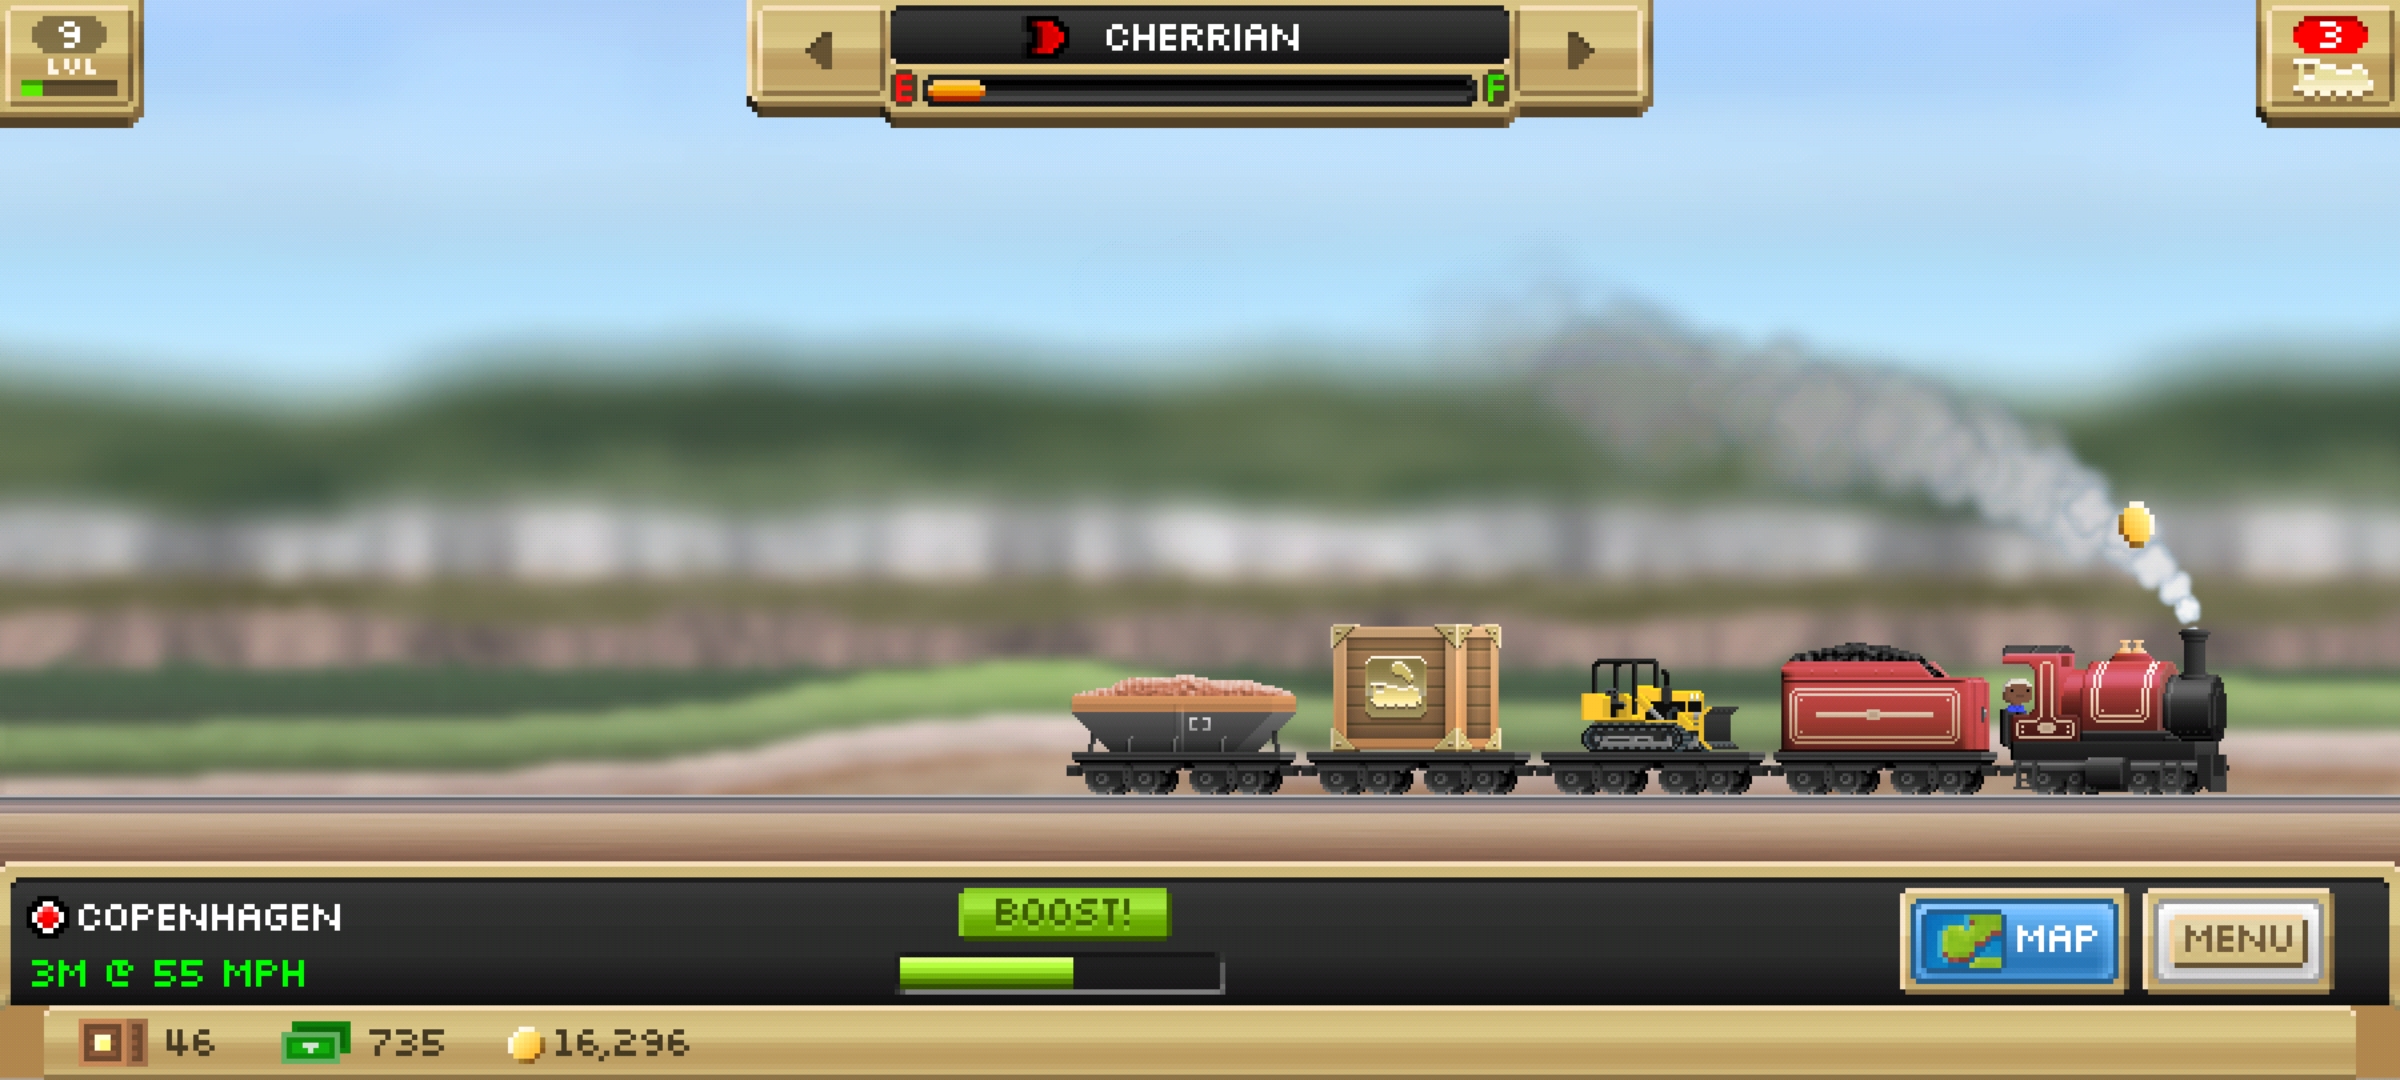 9
LVL
CHERRIAN
E F
3
COPENHAGEN
3M @ 55 MPH
BOOST!
MAP
MENU
46 735 16,296